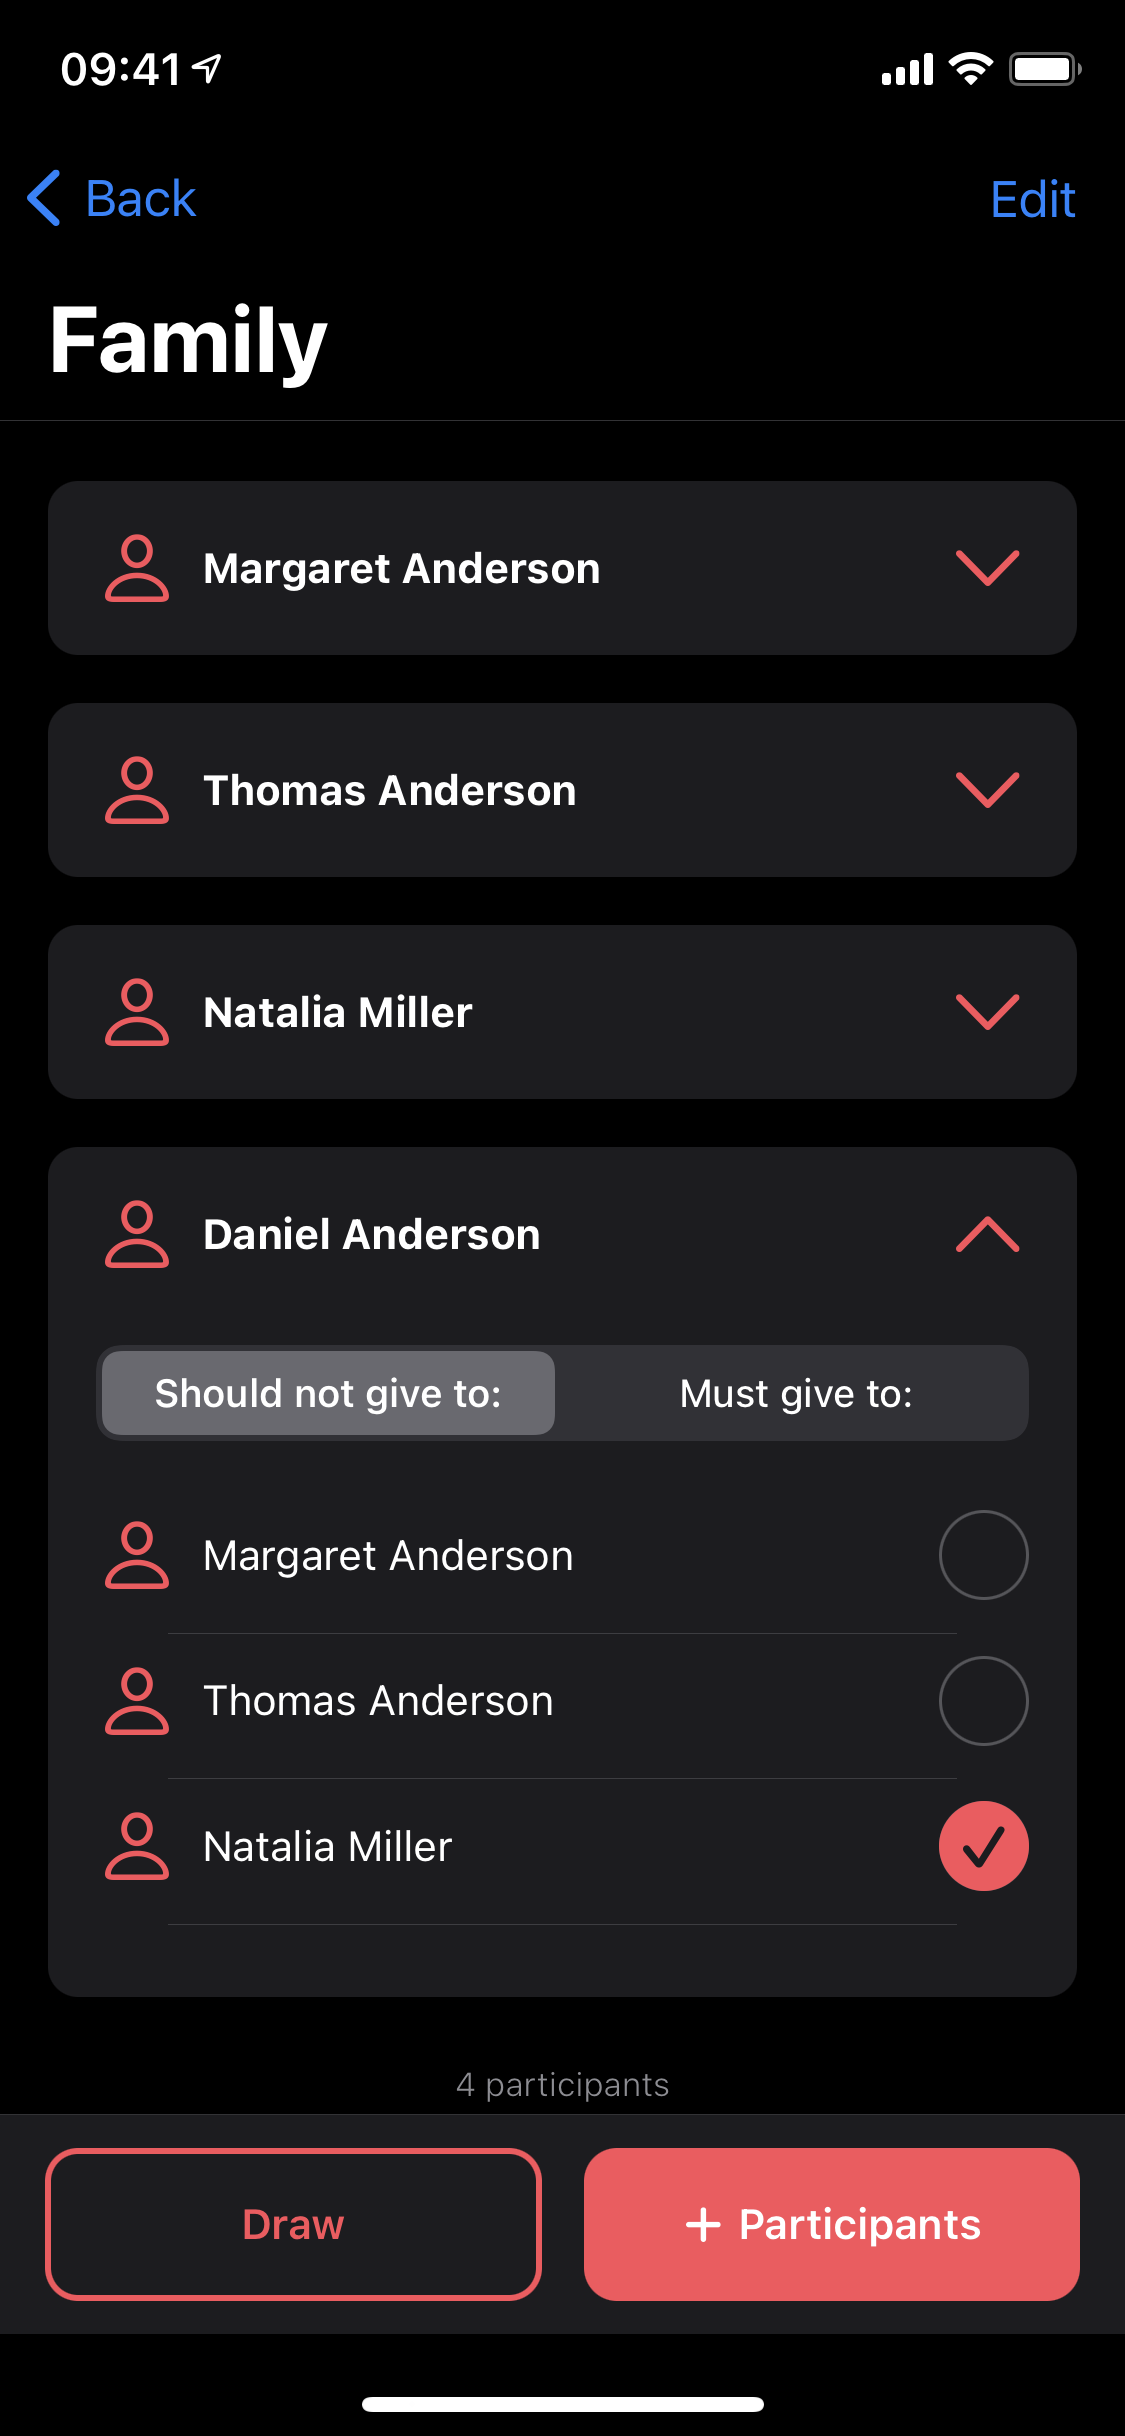 09:41
Back
Edit
Family
Margaret Anderson
Thomas Anderson
Natalia Miller
Daniel Anderson
Should not give to:
Must give to:
Margaret Anderson
Thomas Anderson
Natalia Miller
4 participants
Draw
+ Participants